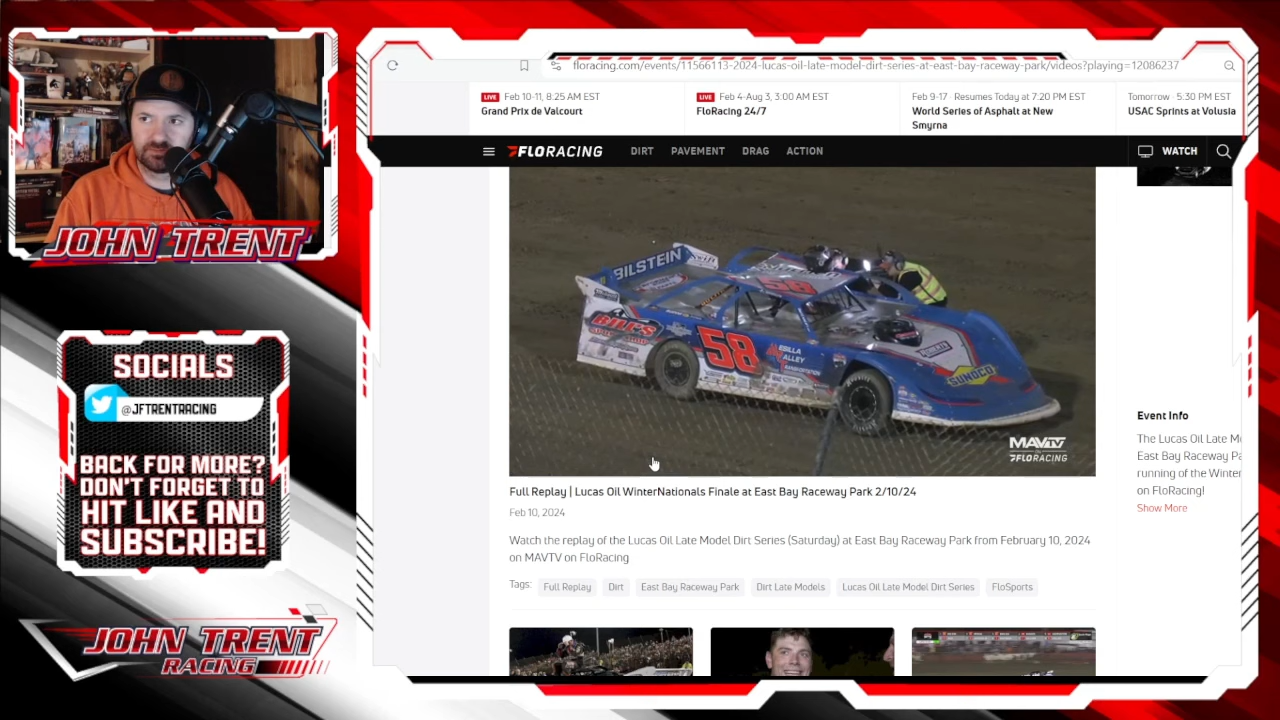 JOHN TRENT
SOCIALS
@JFTRENTRACING
BACK FOR MORE?
DON'T FORGET TO
HIT LIKE AND
SUBSCRIBE!
JOHN TRENT
RACING
floracing.com/events/11566113-2024-lucas-oil-late-model-dirt-series-at-east-bay-raceway-park/videos?playing=12086237
LIVE Feb 10-11, 8:25 AM EST
Grand Prix de Valcourt
LIVE Feb 4-Aug 3, 3:00 AM EST
FloRacing 24/7
Feb 9-17 · Resumes Today at 7:20 PM EST
World Series of Asphalt at New
Smyrna
Tomorrow · 5:30 PM EST
USAC Sprints at Volusia
FLORACING DIRT PAVEMENT DRAG ACTION WATCH
BILSTEIN
swift
58
BILL'S
58
VALLEY
SUNOCO
MAVTV
FLORACING
Full Replay | Lucas Oil WinterNationals Finale at East Bay Raceway Park 2/10/24
Feb 10, 2024
Watch the replay of the Lucas Oil Late Model Dirt Series (Saturday) at East Bay Raceway Park from February 10, 2024
on MAVTV on FloRacing
Tags: Full Replay Dirt East Bay Raceway Park Dirt Late Models Lucas Oil Late Model Dirt Series FloSports
Event Info
The Lucas Oil Late M
East Bay Raceway Pa
running of the Winter
on FloRacing!
Show More